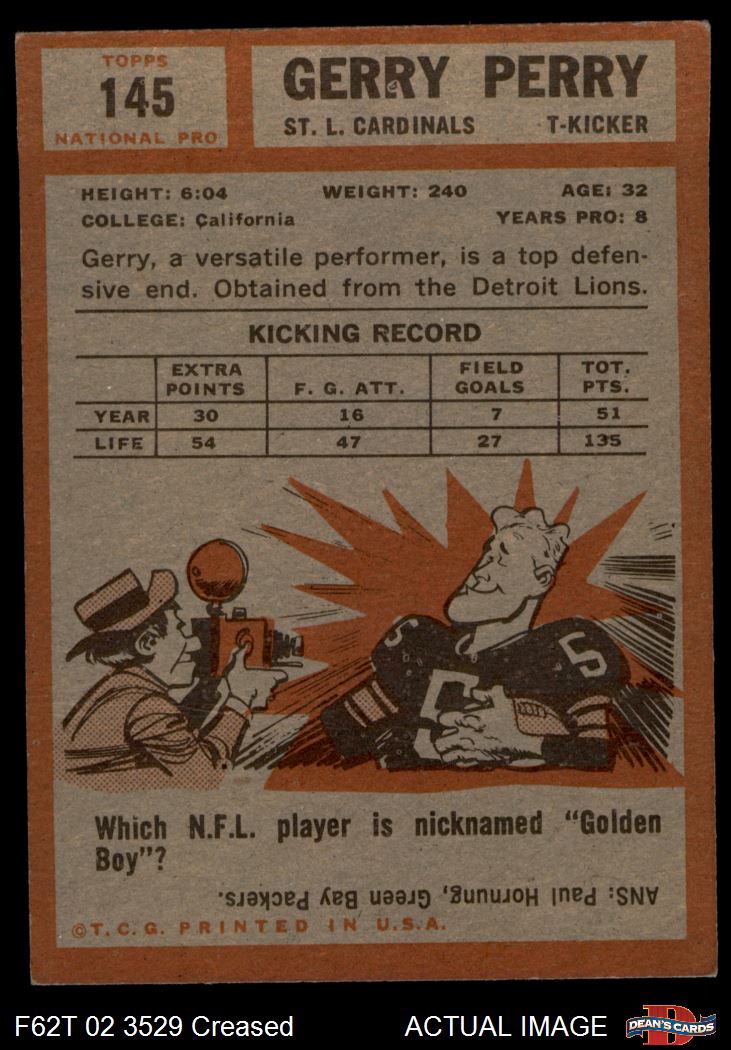 TOPPS
145
NATIONAL PRO
GERRY PERRY
ST. L. CARDINALS T-KICKER
HEIGHT: 6:04 WEIGHT: 240 AGE: 32
COLLEGE: California YEARS PRO: 8
Gerry, a versatile performer, is a top defen-
sive end. Obtained from the Detroit Lions.
KICKING RECORD
EXTRA POINTS F. G. ATT. FIELD GOALS TOT. PTS.
YEAR 30 16 7 51
LIFE 54 47 27 135
5
5
5
Which N.F.L. player is nicknamed "Golden
Boy"?
ANS: Paul Hornung, Green Bay Packers.
©T.C.G. PRINTED IN U.S.A.
F62T 02 3529 Creased ACTUAL IMAGE
D
DEAN'S CARDS